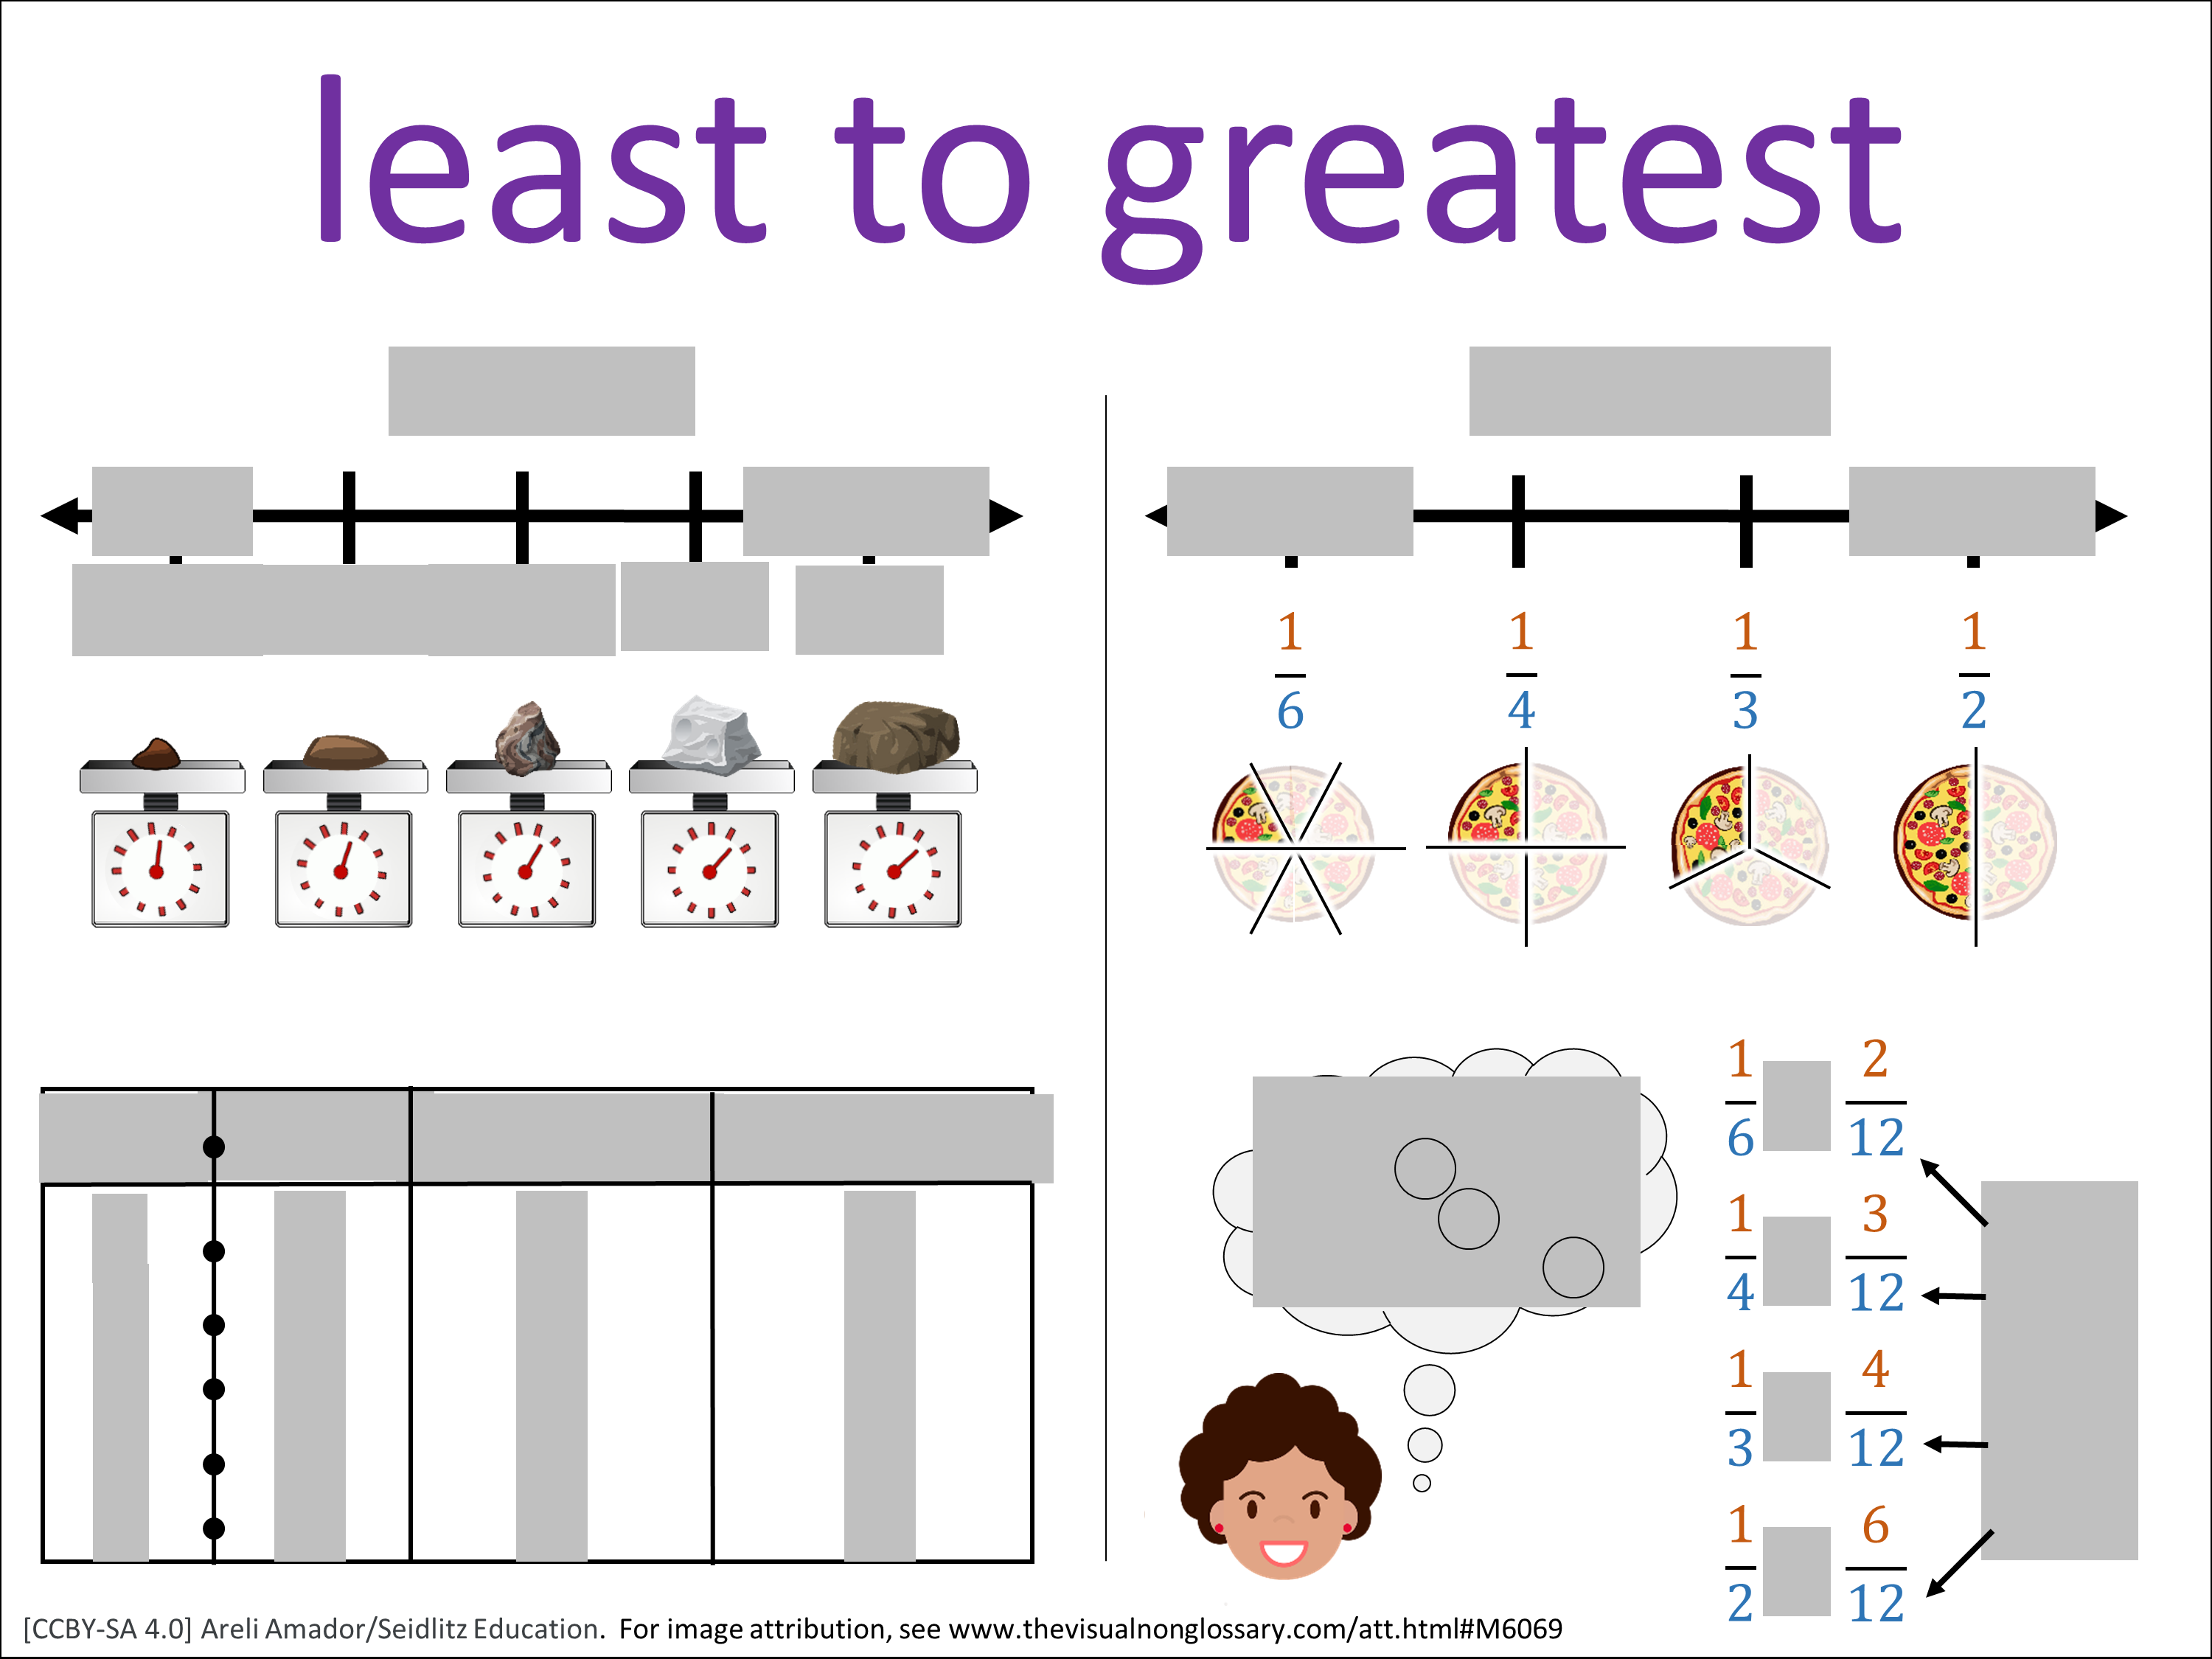 least to greatest
1/6 1/4 1/3 1/2
1/6 2/12
1/4 3/12
1/3 4/12
1/2 6/12
[CCBY-SA 4.0] Areli Amador/Seidlitz Education. For image attribution, see www.thevisualnonglossary.com/att.html#M6069